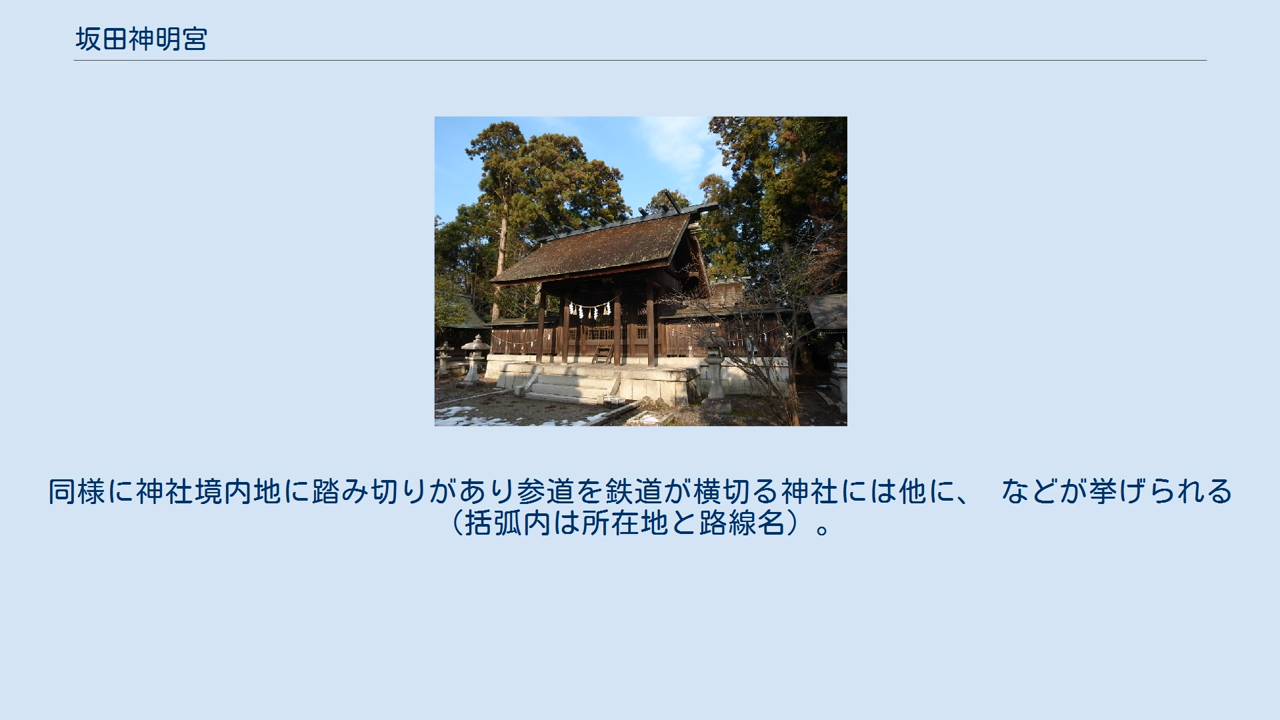 坂田神明宮
同様に神社境内地に踏み切りがあり参道を鉄道が横切る神社には他に、 などが挙げられる
（括弧内は所在地と路線名）。